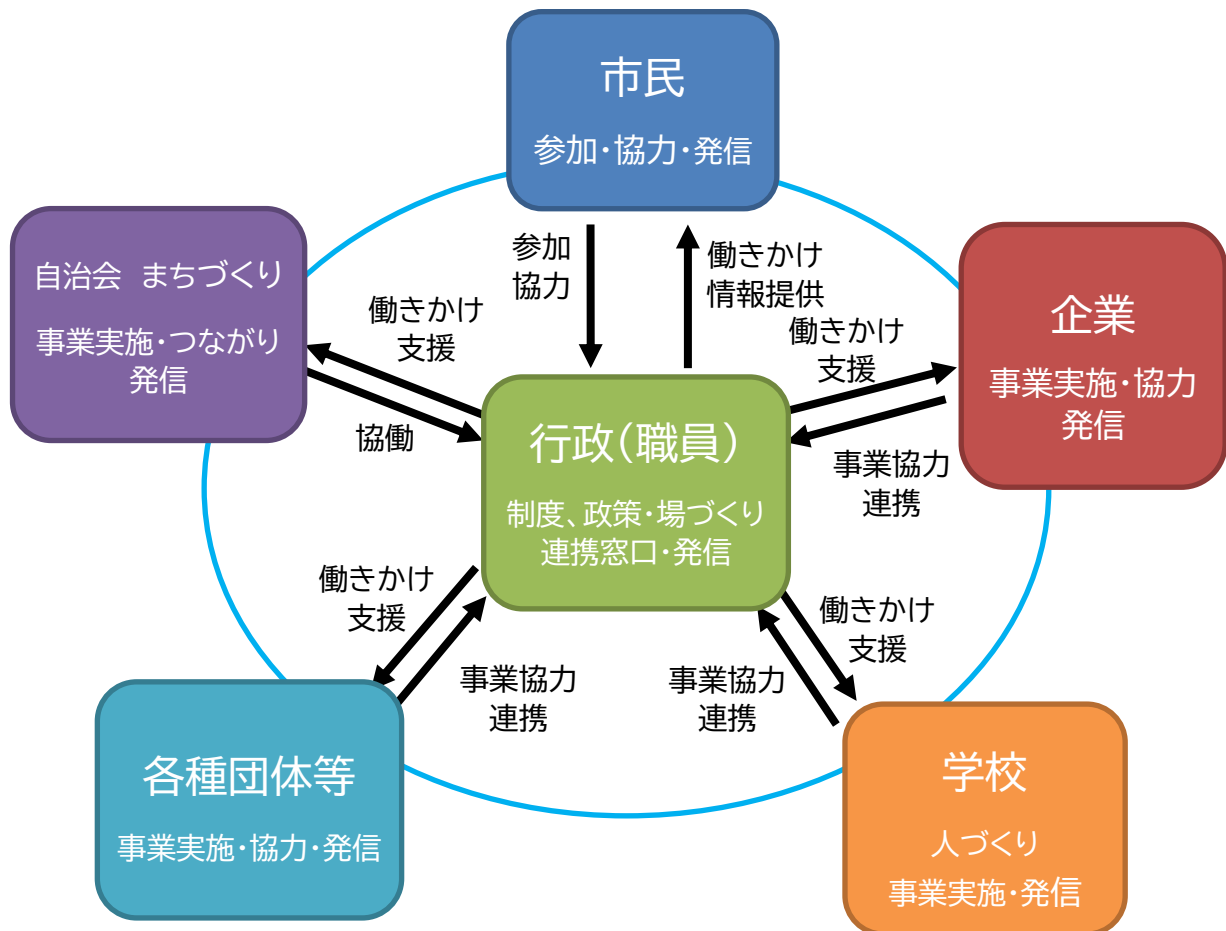 市民
参加・協力・発信
自治会　まちづくり
事業実施・つながり
発信
参加
協力
働きかけ
情報提供
働きかけ
支援
働きかけ
支援
企業
事業実施・協力
発信
協働
行政(職員)
制度、政策・場づくり
連携窓口・発信
事業協力
連携
働きかけ
支援
事業協力
連携
事業協力
連携
働きかけ
支援
各種団体等
事業実施・協力・発信
学校
人づくり
事業実施・発信